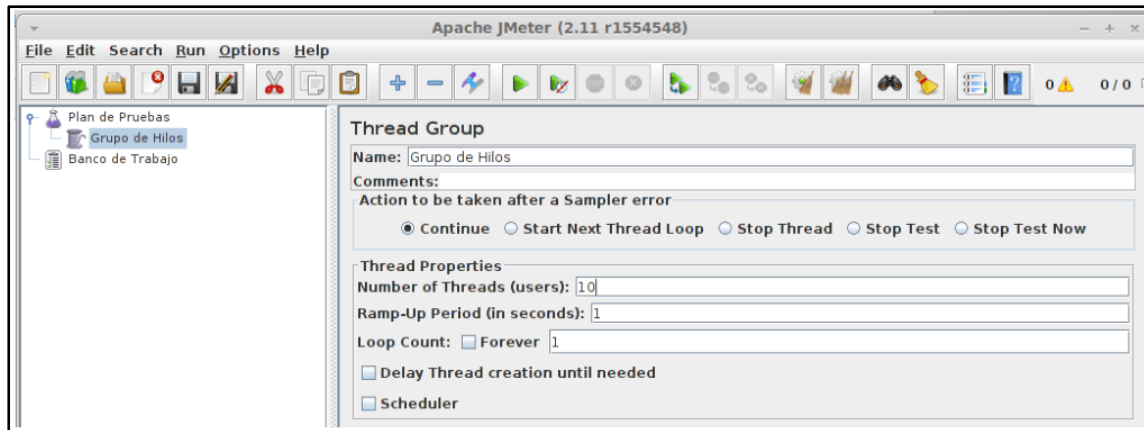 Apache JMeter (2.11 r1554548)
File Edit Search Run Options Help
0 0 / 0
Plan de Pruebas
Grupo de Hilos
Banco de Trabajo
Thread Group
Name: Grupo de Hilos
Comments:
Action to be taken after a Sampler error
Continue Start Next Thread Loop Stop Thread Stop Test Stop Test Now
Thread Properties
Number of Threads (users): 10
Ramp-Up Period (in seconds): 1
Loop Count: Forever 1
Delay Thread creation until needed
Scheduler